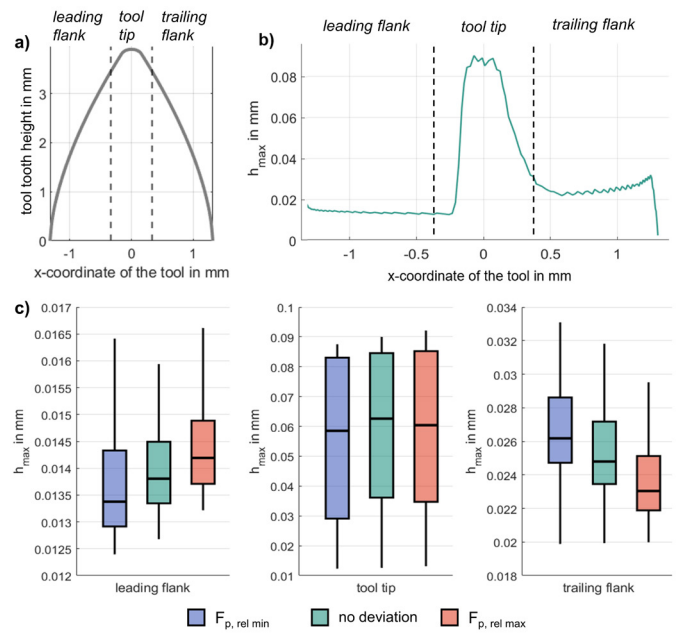 a)
leading flank
tool tip
trailing flank
tool tooth height in mm
3
2
1
0
-1
0
1
x-coordinate of the tool in mm
b)
leading flank
tool tip
trailing flank
h_max in mm
0.08
0.06
0.04
0.02
0
-1
-0.5
0
0.5
1
x-coordinate of the tool in mm
c)
h_max in mm
0.017
0.0165
0.016
0.0155
0.015
0.0145
0.014
0.0135
0.013
0.0125
0.012
leading flank
h_max in mm
0.1
0.09
0.08
0.07
0.06
0.05
0.04
0.03
0.02
0.01
tool tip
h_max in mm
0.034
0.032
0.03
0.028
0.026
0.024
0.022
0.02
0.018
trailing flank
F_p, rel min
no deviation
F_p, rel max